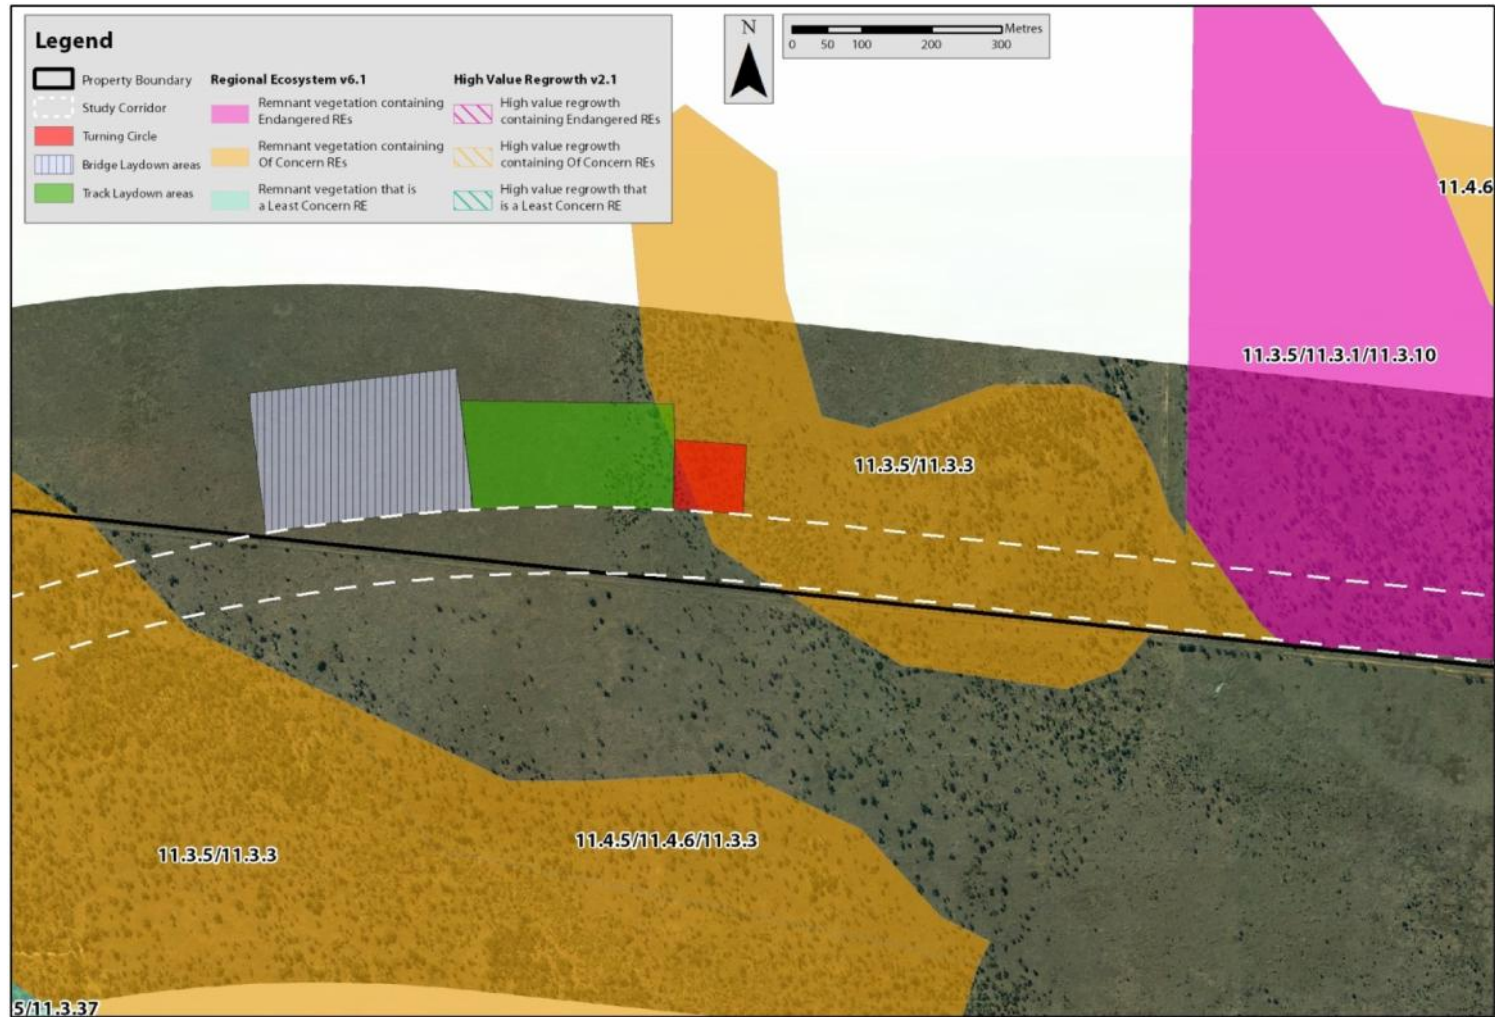 Legend
Property Boundary
Study Corridor
Turning Circle
Bridge Laydown areas
Track Laydown areas
Regional Ecosystem v6.1
Remnant vegetation containing
Endangered REs
Remnant vegetation containing
Of Concern REs
Remnant vegetation that is
a Least Concern RE
High Value Regrowth v2.1
High value regrowth
containing Endangered REs
High value regrowth
containing Of Concern REs
High value regrowth that
is a Least Concern RE
N
Metres
0 50 100 200 300
11.4.6
11.3.5/11.3.1/11.3.10
11.3.5/11.3.3
11.4.5/11.4.6/11.3.3
11.3.5/11.3.3
5/11.3.37